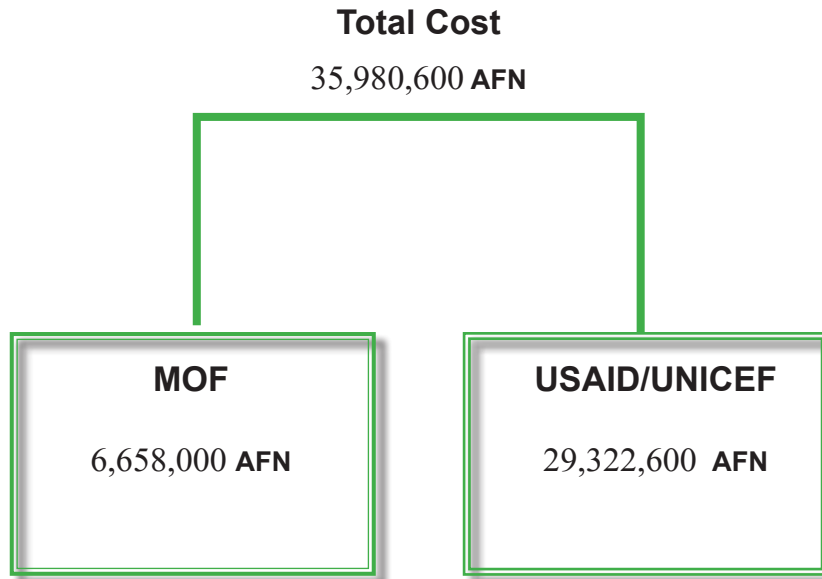 Total Cost
35,980,600 AFN
MOF
6,658,000 AFN
USAID/UNICEF
29,322,600 AFN